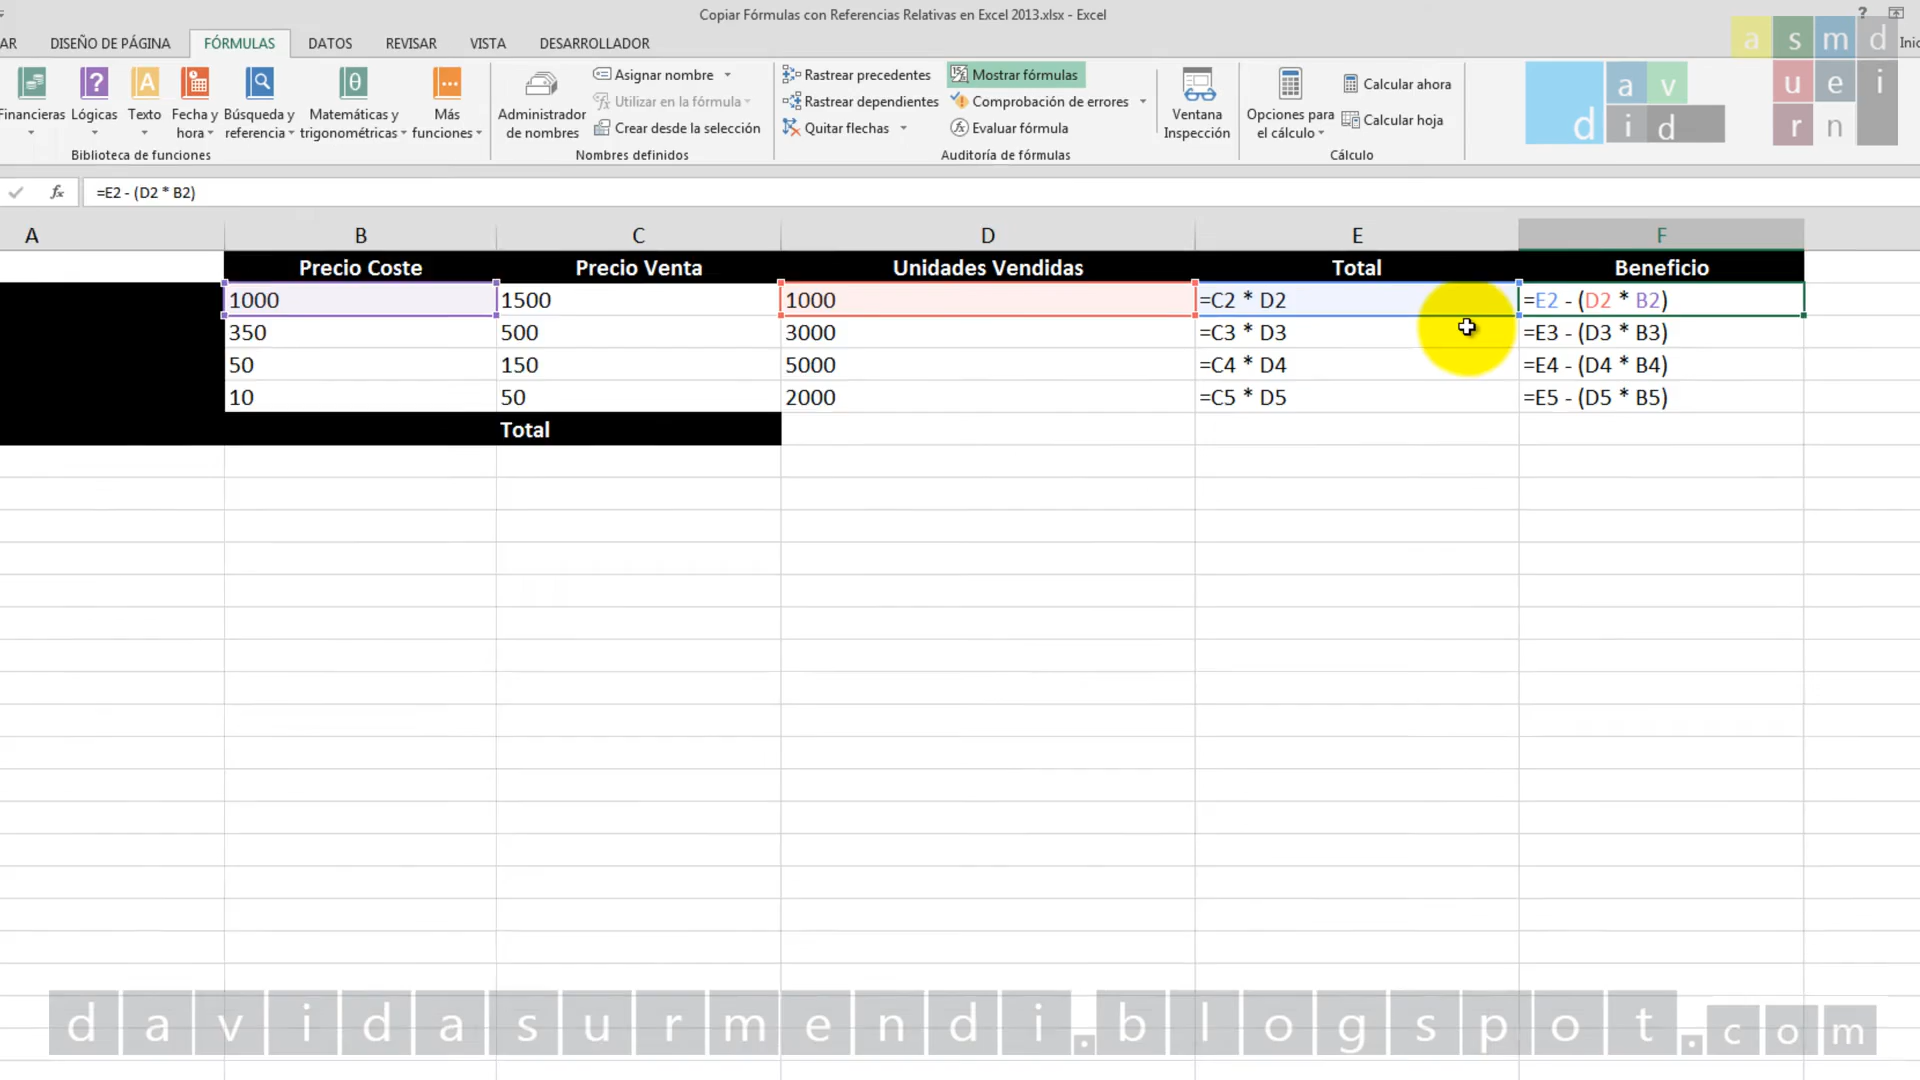 Copiar Fórmulas con Referencias Relativas en Excel 2013.xlsx - Excel
?
AR DISEÑO DE PÁGINA FÓRMULAS DATOS REVISAR VISTA DESARROLLADOR
a s m d
Inic
Financieras
Lógicas
Texto
Fecha y hora
Búsqueda y referencia
Matemáticas y trigonométricas
Más funciones
Biblioteca de funciones
Administrador de nombres
Asignar nombre
Utilizar en la fórmula
Crear desde la selección
Nombres definidos
Rastrear precedentes
Rastrear dependientes
Quitar flechas
Mostrar fórmulas
Comprobación de errores
Evaluar fórmula
Auditoría de fórmulas
Ventana Inspección
Opciones para el cálculo
Calcular ahora
Calcular hoja
Cálculo
a v u e i
d i d r n
fx =E2 - (D2 * B2)
A B C D E F
Precio Coste Precio Venta Unidades Vendidas Total Beneficio
1000 1500 1000 =C2 * D2 =E2 - (D2 * B2)
350 500 3000 =C3 * D3 =E3 - (D3 * B3)
50 150 5000 =C4 * D4 =E4 - (D4 * B4)
10 50 2000 =C5 * D5 =E5 - (D5 * B5)
Total
davidasurmendi.blogspot.com